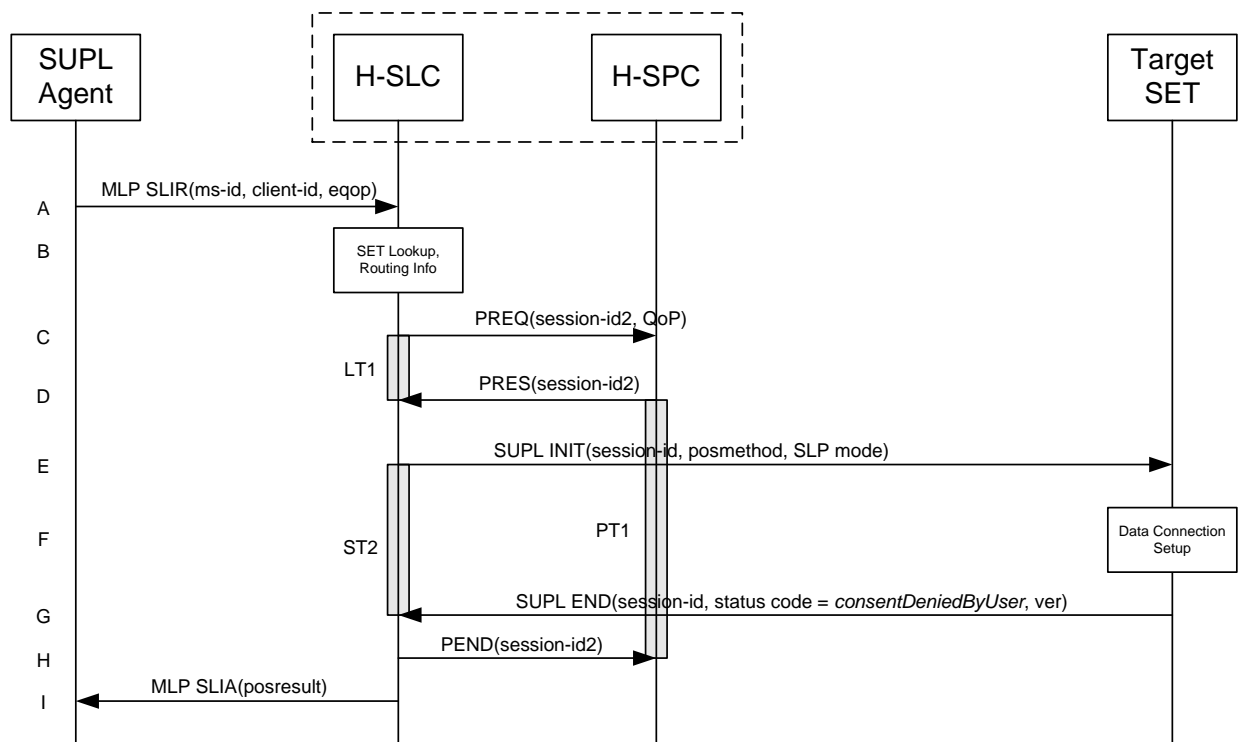 SUPL
Agent
H-SLC
H-SPC
Target
SET
A
MLP SLIR(ms-id, client-id, eqop)
B
SET Lookup,
Routing Info
C
PREQ(session-id2, QoP)
LT1
D
PRES(session-id2)
E
SUPL INIT(session-id, posmethod, SLP mode)
F
ST2
PT1
Data Connection
Setup
G
SUPL END(session-id, status code = consentDeniedByUser, ver)
H
PEND(session-id2)
I
MLP SLIA(posresult)